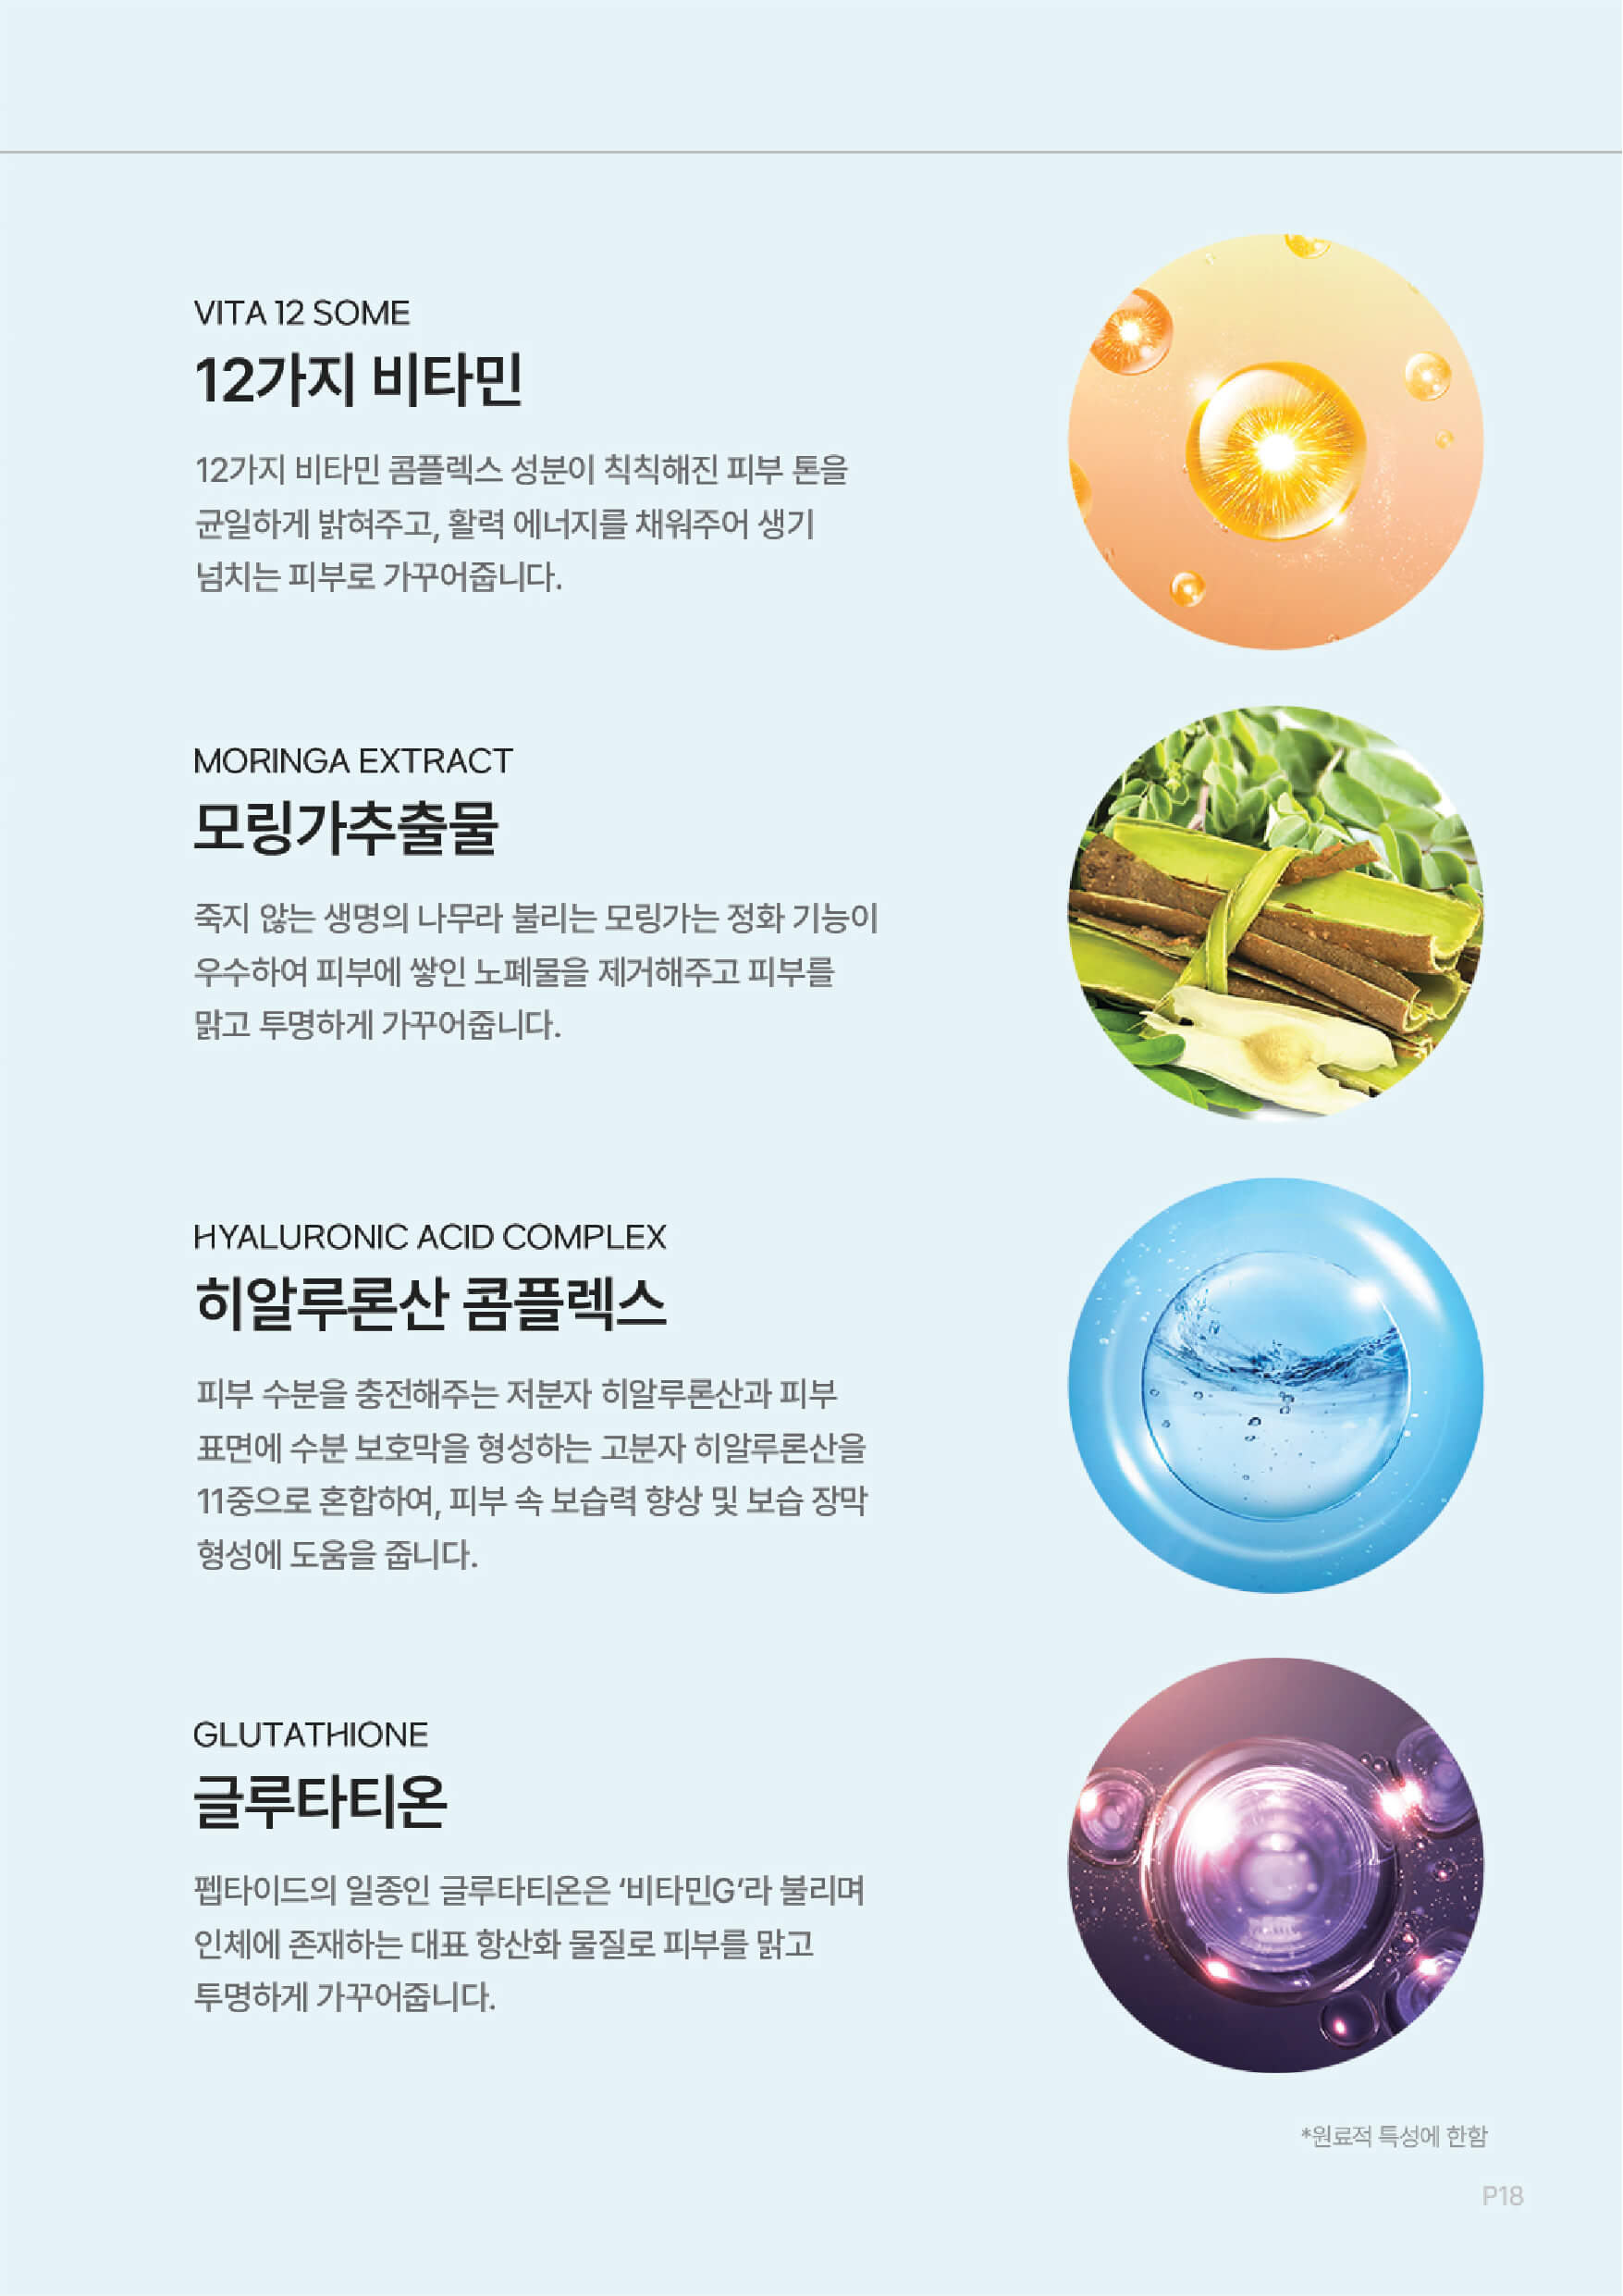 VITA 12 SOME
12가지 비타민
12가지 비타민 콤플렉스 성분이 칙칙해진 피부 톤을
균일하게 밝혀주고, 활력 에너지를 채워주어 생기
넘치는 피부로 가꾸어줍니다.
MORINGA EXTRACT
모링가추출물
죽지 않는 생명의 나무라 불리는 모링가는 정화 기능이
우수하여 피부에 쌓인 노폐물을 제거해주고 피부를
맑고 투명하게 가꾸어줍니다.
HYALURONIC ACID COMPLEX
히알루론산 콤플렉스
피부 수분을 충전해주는 저분자 히알루론산과 피부
표면에 수분 보호막을 형성하는 고분자 히알루론산을
11중으로 혼합하여, 피부 속 보습력 향상 및 보습 장막
형성에 도움을 줍니다.
GLUTATHIONE
글루타티온
펩타이드의 일종인 글루타티온은 ‘비타민G’라 불리며
인체에 존재하는 대표 항산화 물질로 피부를 맑고
투명하게 가꾸어줍니다.
*원료적 특성에 한함
P18